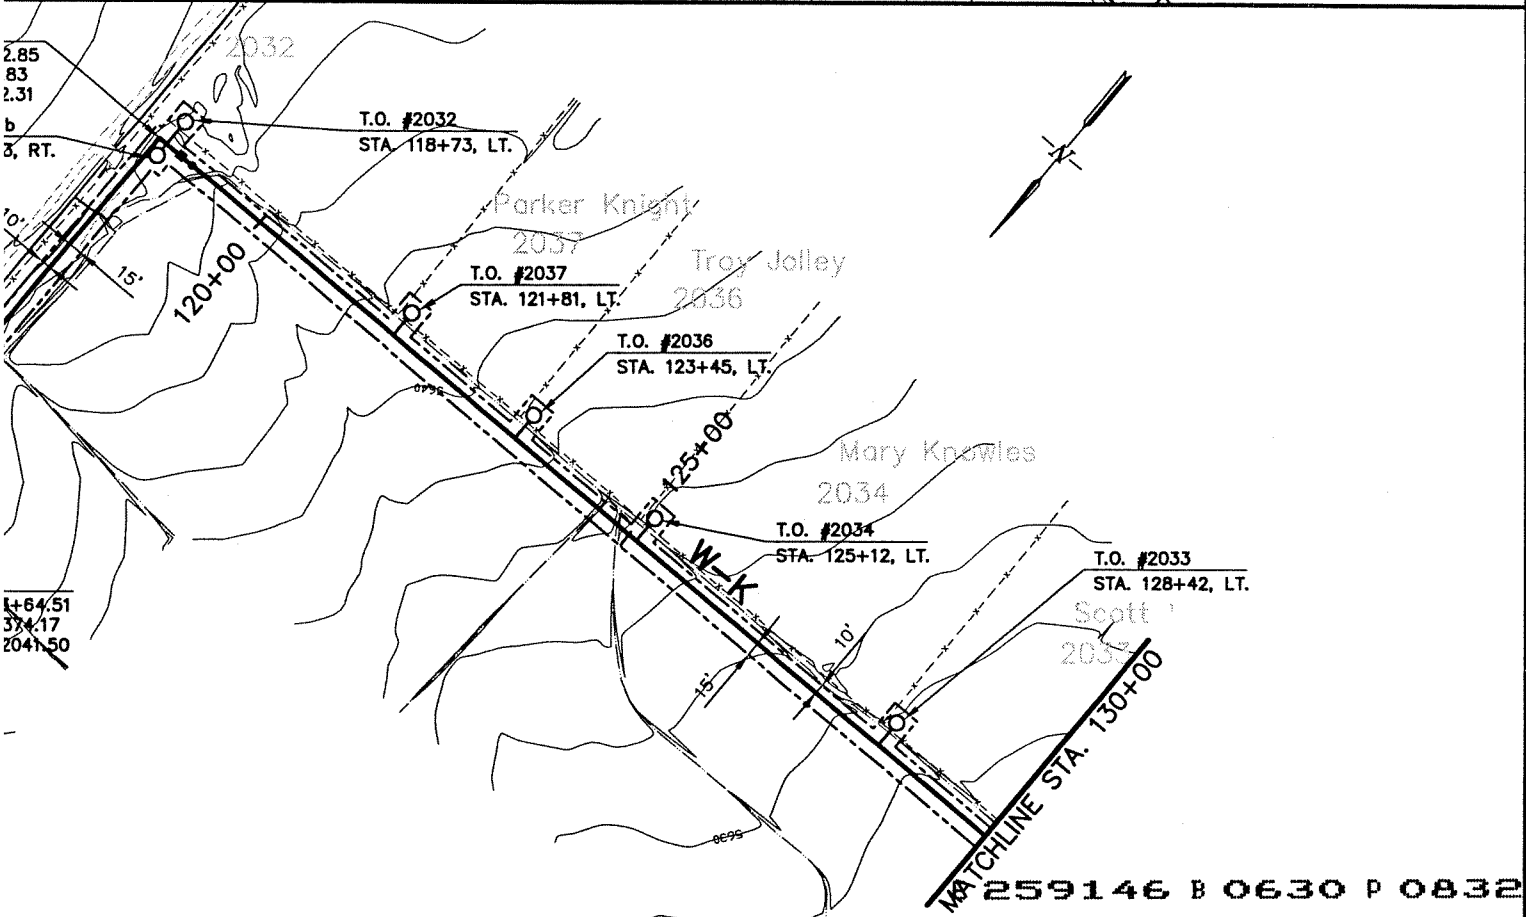 2.85
83
2.31
b
3, RT.
2032
T.O. #2032
STA. 118+73, LT.
-N-
Parker Knight
2037
T.O. #2037
STA. 121+81, LT.
Troy Jolley
2036
T.O. #2036
STA. 123+45, LT.
10'
15'
120+00
5640
125+00
Mary Knowles
2034
T.O. #2034
STA. 125+12, LT.
W-K
T.O. #2033
STA. 128+42, LT.
Scott
2033
10'
15'
+64.51
374.17
2041.50
5630
MATCHLINE STA. 130+00
259146 B 0630 P 0832